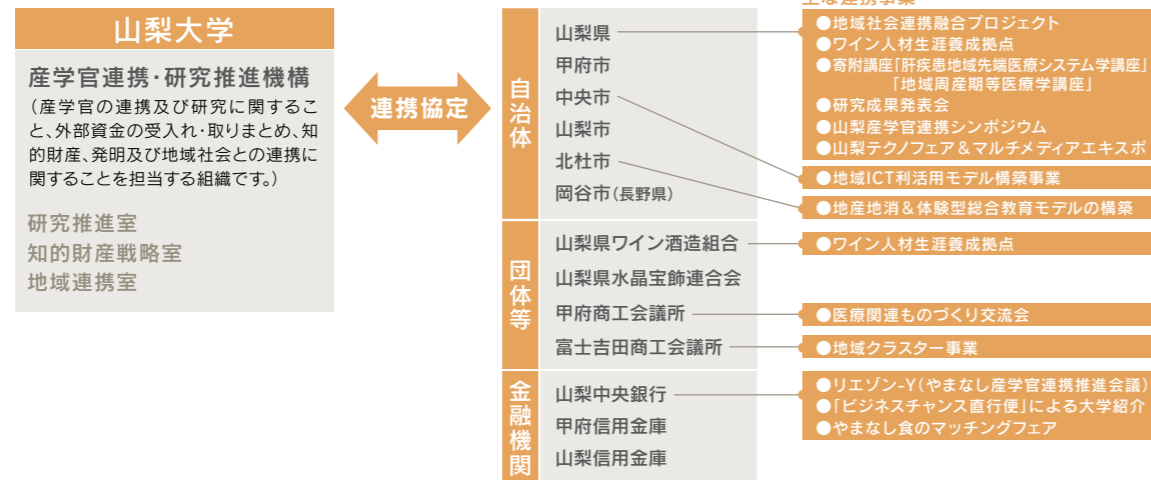 山梨大学
産学官連携・研究推進機構
（産学官の連携及び研究に関するこ
と、外部資金の受入れ・取りまとめ、知
的財産、発明及び地域社会との連携に
関することを担当する組織です。）
研究推進室
知的財産戦略室
地域連携室
連携協定
自治体
山梨県
甲府市
中央市
山梨市
北杜市
岡谷市（長野県）
団体等
山梨県ワイン酒造組合
山梨県水晶宝飾連合会
甲府商工会議所
富士吉田商工会議所
金融機関
山梨中央銀行
甲府信用金庫
山梨信用金庫
主な連携事業
●地域社会連携融合プロジェクト
●ワイン人材生涯養成拠点
●寄附講座「肝疾患地域先端医療システム学講座」
「地域周産期等医療学講座」
●研究成果発表会
●山梨産学官連携シンポジウム
●山梨テクノフェア＆マルチメディアエキスポ
●地域ICT利活用モデル構築事業
●地産地消＆体験型総合教育モデルの構築
●ワイン人材生涯養成拠点
●医療関連ものづくり交流会
●地域クラスター事業
●リエゾン-Y（やまなし産学官連携推進会議）
●「ビジネスチャンス直行便」による大学紹介
●やまなし食のマッチングフェア